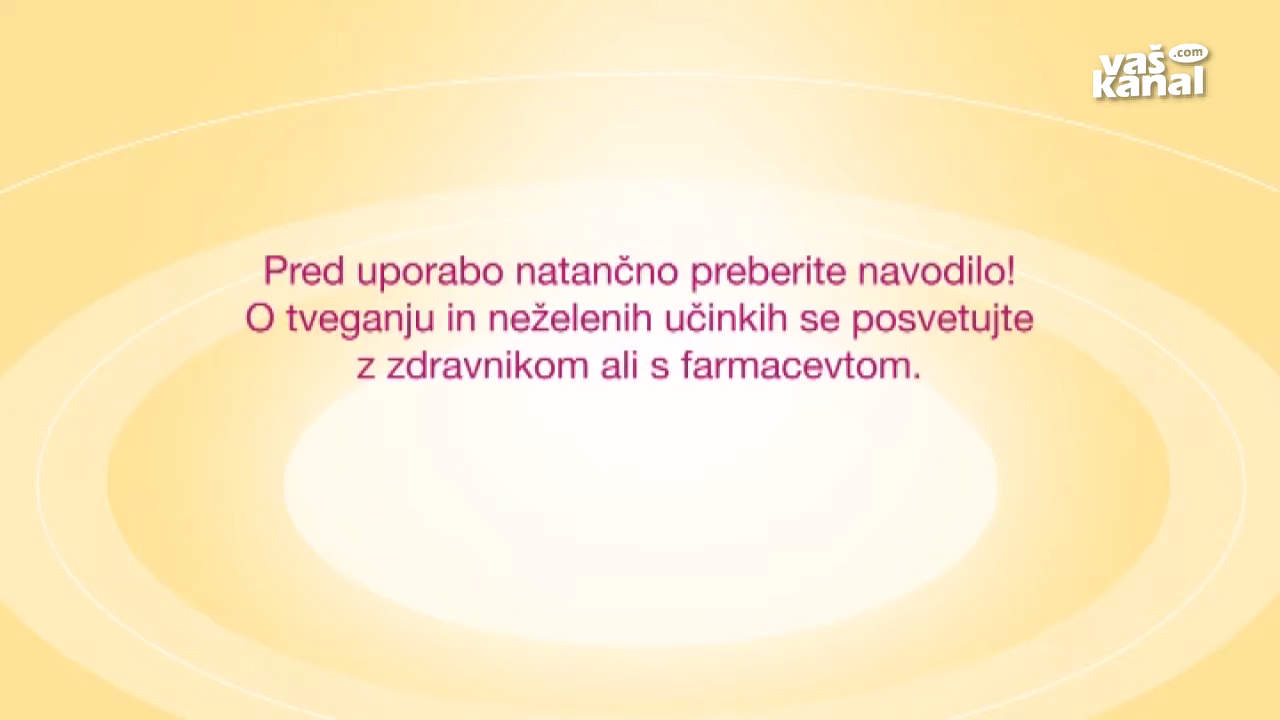 vaš .com
kanal
Pred uporabo natančno preberite navodilo!
O tveganju in neželenih učinkih se posvetujte
z zdravnikom ali s farmacevtom.